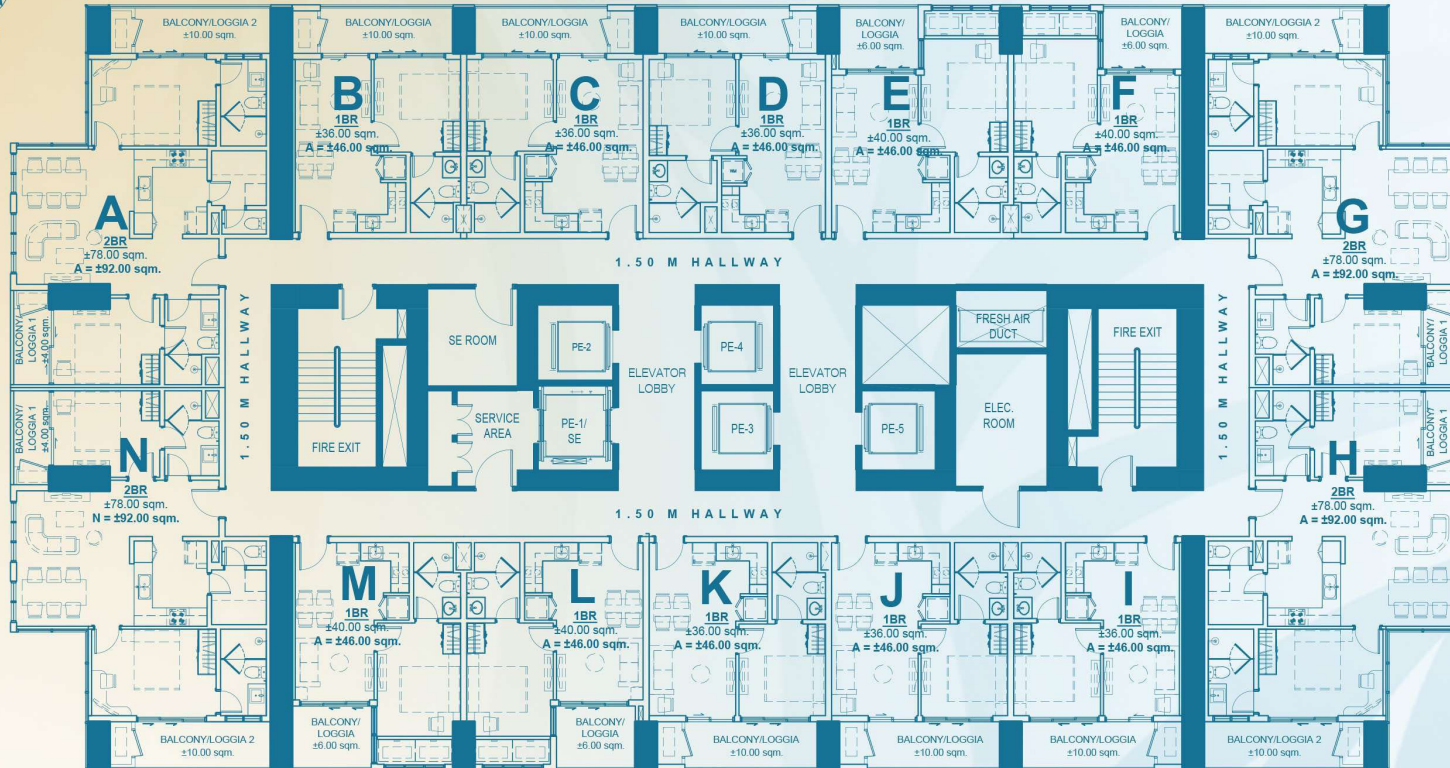 BALCONY/LOGGIA 2
±10.00 sqm.
BALCONY/LOGGIA
±10.00 sqm.
BALCONY/LOGGIA
±10.00 sqm.
BALCONY/LOGGIA
±10.00 sqm.
BALCONY/
LOGGIA
±6.00 sqm.
BALCONY/
LOGGIA
±6.00 sqm.
BALCONY/LOGGIA 2
±10.00 sqm.
B
1BR
±36.00 sqm.
A = ±46.00 sqm.
C
1BR
±36.00 sqm.
A = ±46.00 sqm.
D
1BR
±36.00 sqm.
A = ±46.00 sqm.
E
1BR
±40.00 sqm.
A = ±46.00 sqm.
F
1BR
±40.00 sqm.
A = ±46.00 sqm.
A
2BR
±78.00 sqm.
A = ±92.00 sqm.
G
2BR
±78.00 sqm.
A = ±92.00 sqm.
1.50 M HALLWAY
BALCONY/
LOGGIA 1
±4.00 sqm.
1.50 M HALLWAY
SE ROOM
PE-2
PE-4
FRESH AIR
DUCT
FIRE EXIT
1.50 M HALLWAY
BALCONY/
LOGGIA 1
ELEVATOR
LOBBY
ELEVATOR
LOBBY
BALCONY/
LOGGIA 1
±4.00 sqm.
FIRE EXIT
SERVICE
AREA
PE-1/
SE
PE-3
PE-5
ELEC.
ROOM
BALCONY/
LOGGIA 1
N
2BR
±78.00 sqm.
N = ±92.00 sqm.
H
2BR
±78.00 sqm.
A = ±92.00 sqm.
1.50 M HALLWAY
M
1BR
±40.00 sqm.
A = ±46.00 sqm.
L
1BR
±40.00 sqm.
A = ±46.00 sqm.
K
1BR
±36.00 sqm.
A = ±46.00 sqm.
J
1BR
±36.00 sqm.
A = ±46.00 sqm.
I
1BR
±36.00 sqm.
A = ±46.00 sqm.
BALCONY/LOGGIA 2
±10.00 sqm.
BALCONY/
LOGGIA
±6.00 sqm.
BALCONY/
LOGGIA
±6.00 sqm.
BALCONY/LOGGIA
±10.00 sqm.
BALCONY/LOGGIA
±10.00 sqm.
BALCONY/LOGGIA
±10.00 sqm.
BALCONY/LOGGIA 2
±10.00 sqm.